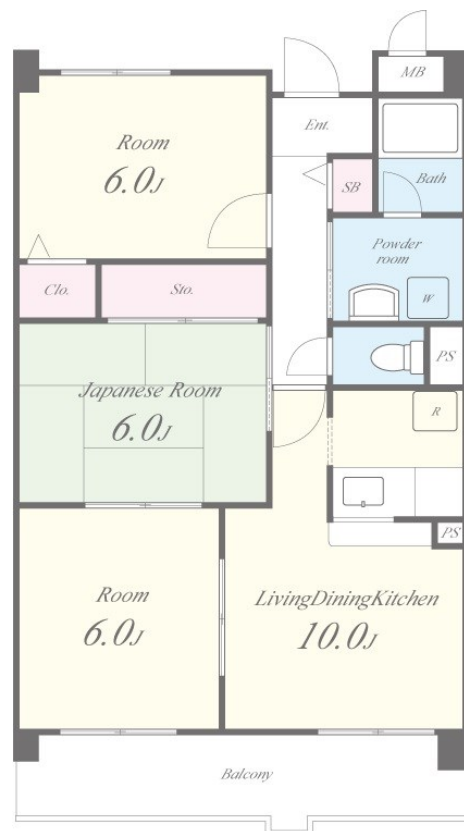 MB
Ent.
Room
6.0J
SB
Bath
Powder
room
W
Clo.
Sto.
PS
Japanese Room
6.0J
R
PS
Room
6.0J
LivingDiningKitchen
10.0J
Balcony